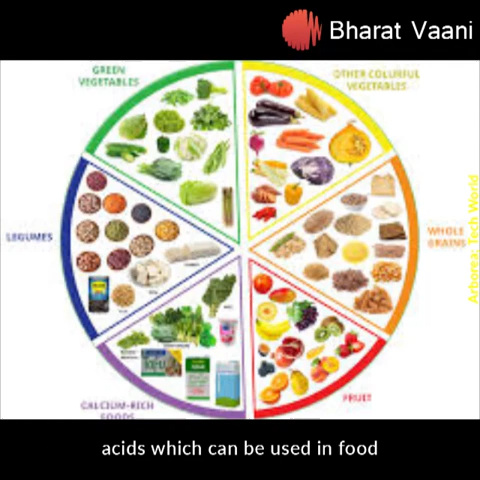 Bharat Vaani
GREEN
VEGETABLES
OTHER COLURFUL
VEGETABLES
LEGUMES
WHOLE
GRAINS
Arborea: Tech World
CALCIUM-RICH
FOODS
FRUIT
acids which can be used in food